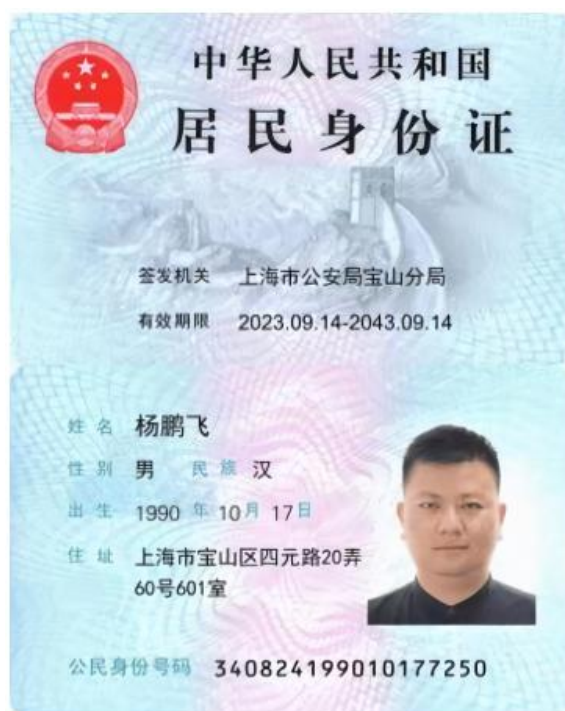 中华人民共和国
居民身份证
签发机关 上海市公安局宝山分局
有效期限 2023.09.14-2043.09.14
姓名 杨鹏飞
性别 男 民族 汉
出生 1990 年 10 月 17 日
住址 上海市宝山区四元路20弄
60号601室
公民身份号码 340824199010177250